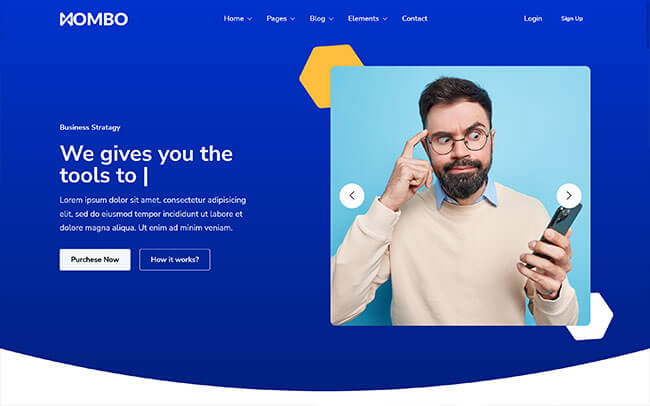 MOMBO
Home Pages Blog Elements Contact Login Sign Up
Business Stratagy
We gives you the
tools to |
Lorem ipsum dolor sit amet, consectetur adipisicing
elit, sed do eiusmod tempor incididunt ut labore et
dolore magna aliqua. Ut enim ad minim veniam.
Purchese Now How it works?